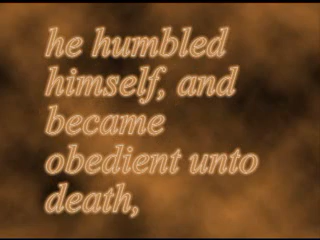 he humbled
himself, and
became
obedient unto
death,